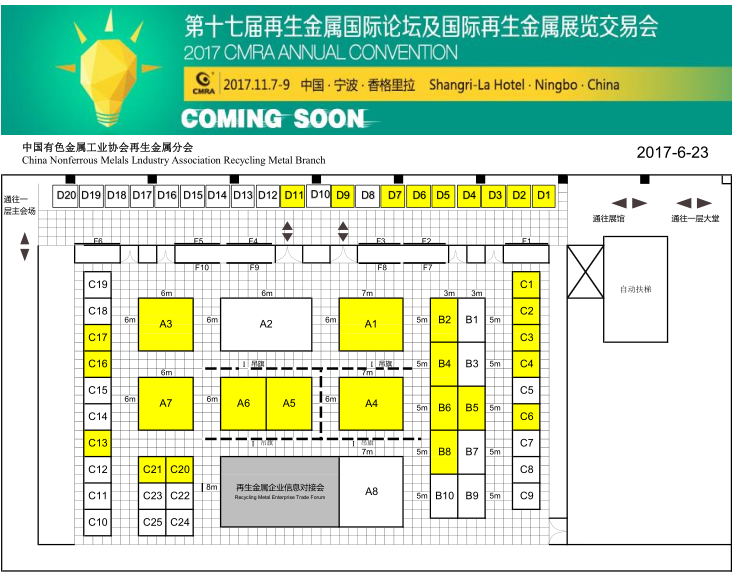 第十七届再生金属国际论坛及国际再生金属展览交易会
2017 CMRA ANNUAL CONVENTION
CMRA
2017.11.7-9 中国·宁波·香格里拉 Shangri-La Hotel · Ningbo · China
COMING SOON
中国有色金属工业协会再生金属分会
China Nonferrous Melals Lndustry Association Recycling Metal Branch
2017-6-23
通往一
层主会场
D20 D19 D18 D17 D16 D15 D14 D13 D12 D11 D10 D9 D8 D7 D6 D5 D4 D3 D2 D1
通往展馆
通往一层大堂
F6 F5 F4 F3 F2 F1
F10 F9 F8 F7
自动扶梯
C19
C18
C17
C16
C15
C14
C13
C12
C11
C10
6m 6m 7m 3m 3m
6m A3 6m A2 A1 5m B2 B1
C1
C2
C3
C4
C5
C6
C7
C8
C9
I 吊旗 I 吊旗
5m B4 B3 5m
6m 7m
6m A7 6m A6 A5 6m A4 5m B6 B5 5m
I 吊旗 I 吊旗
7m
5m B8 B7 5m
C21 C20
C23 C22
C25 C24
8m
再生金属企业信息对接会
Recycling Metal Enterprise Trade Forum
A8
5m B10 B9 5m